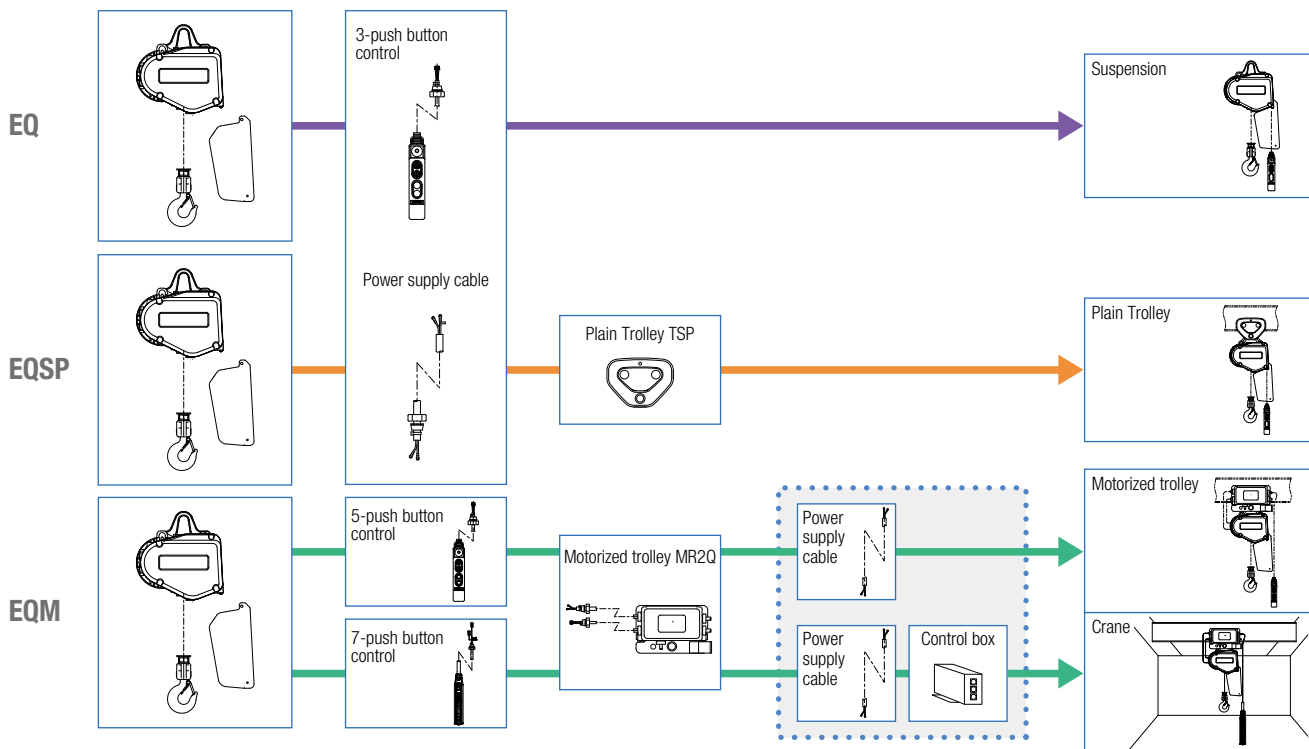 EQ
3-push button
control
Power supply cable
Suspension
EQSP
Plain Trolley TSP
Plain Trolley
EQM
5-push button
control
7-push button
control
Motorized trolley MR2Q
Power
supply
cable
Power
supply
cable
Control box
Motorized trolley
Crane